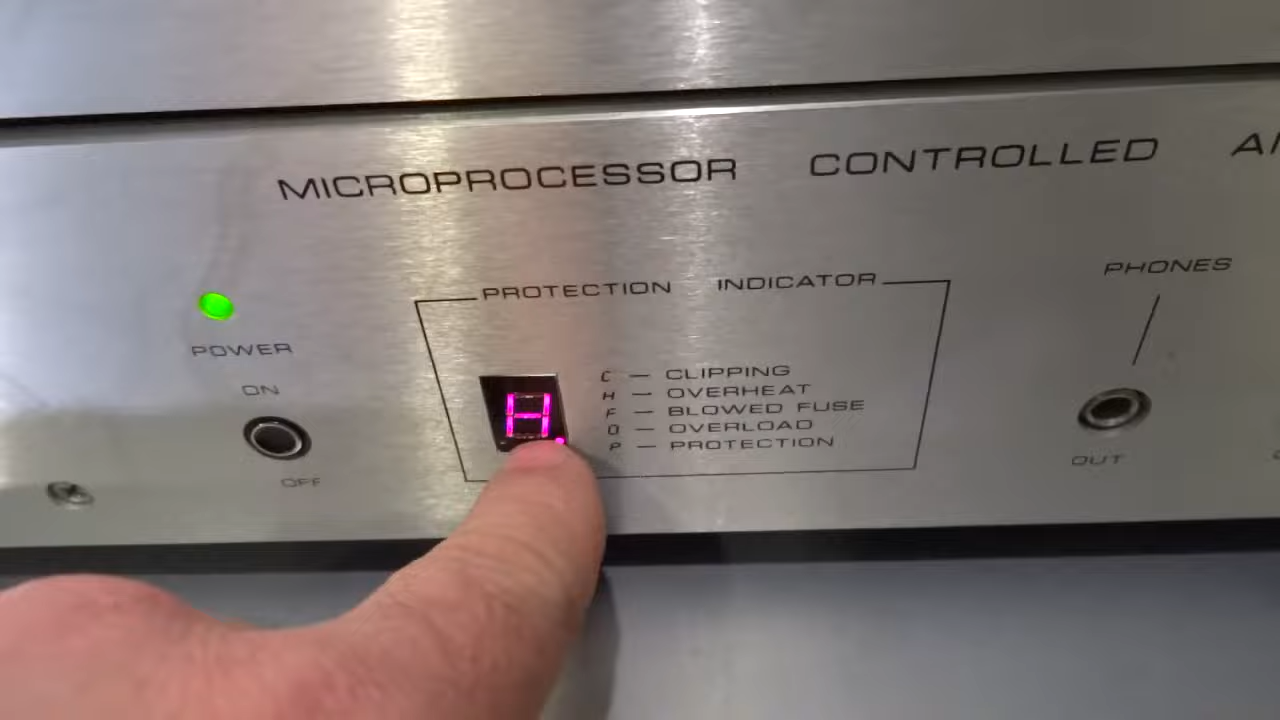 MICROPROCESSOR CONTROLLED
PROTECTION INDICATOR
PHONES
POWER
ON
OFF
C — CLIPPING
H — OVERHEAT
F — BLOWED FUSE
O — OVERLOAD
P — PROTECTION
OUT